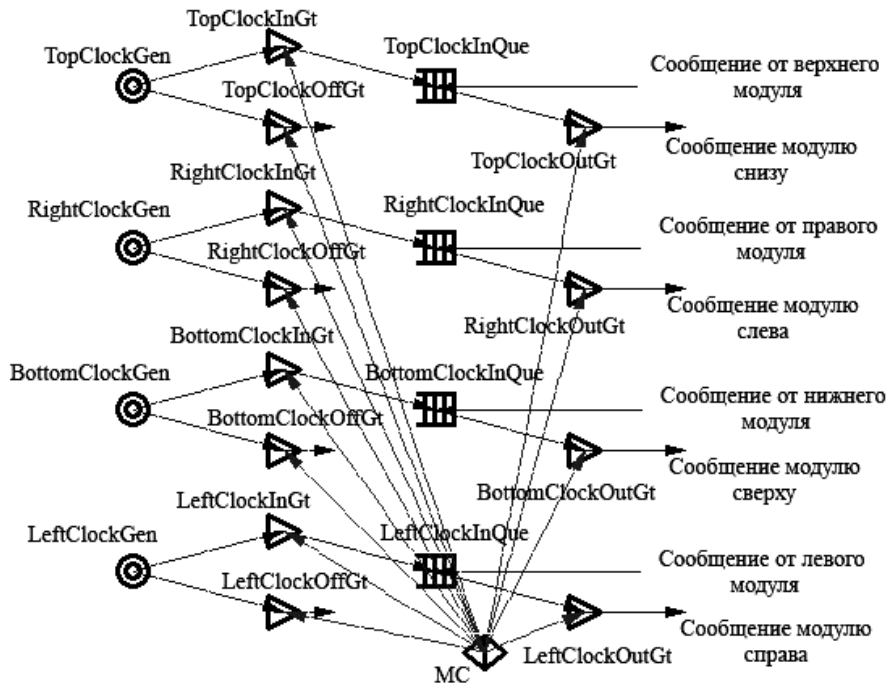 TopClockInGt
TopClockGen
TopClockInQue
Сообщение от верхнего
модуля
TopClockOffGt
TopClockOutGt
Сообщение модулю
снизу
RightClockInGt
RightClockGen
RightClockInQue
Сообщение от правого
модуля
RightClockOffGt
RightClockOutGt
Сообщение модулю
слева
BottomClockInGt
BottomClockGen
BottomClockInQue
Сообщение от нижнего
модуля
BottomClockOffGt
BottomClockOutGt
Сообщение модулю
сверху
LeftClockInGt
LeftClockGen
LeftClockInQue
Сообщение от левого
модуля
LeftClockOffGt
LeftClockOutGt
Сообщение модулю
справа
MC